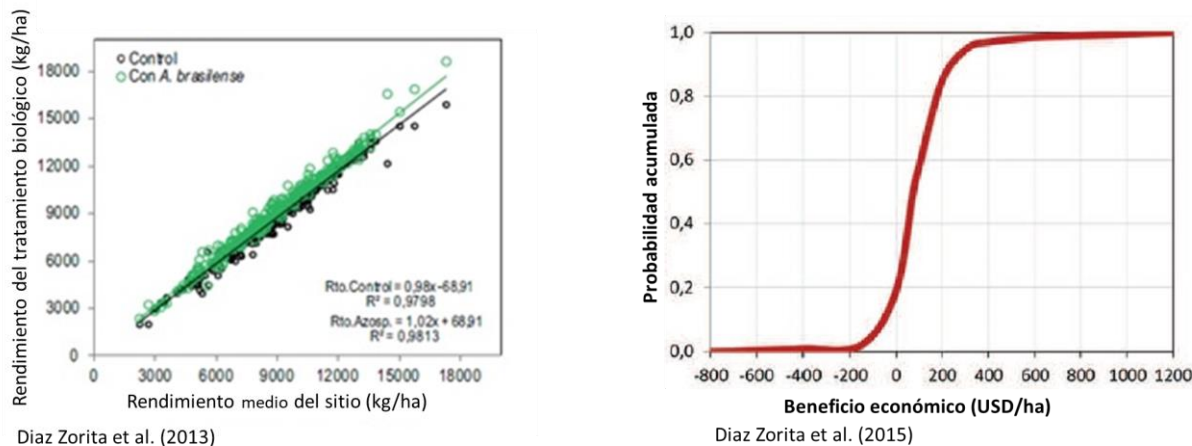 Rendimiento del tratamiento biológico (kg/ha)
18000
15000
12000
9000
6000
3000
0
Control
Con A. brasilense
Rto.Control = 0,98x -68,91
R² = 0,9798
Rto.Azosp. = 1,02x + 68,91
R² = 0,9813
0 3000 6000 9000 12000 15000 18000
Rendimiento medio del sitio (kg/ha)
Diaz Zorita et al. (2013)
Probabilidad acumulada
1,0
0,8
0,6
0,4
0,2
0,0
-800 -600 -400 -200 0 200 400 600 800 1000 1200
Beneficio económico (USD/ha)
Diaz Zorita et al. (2015)